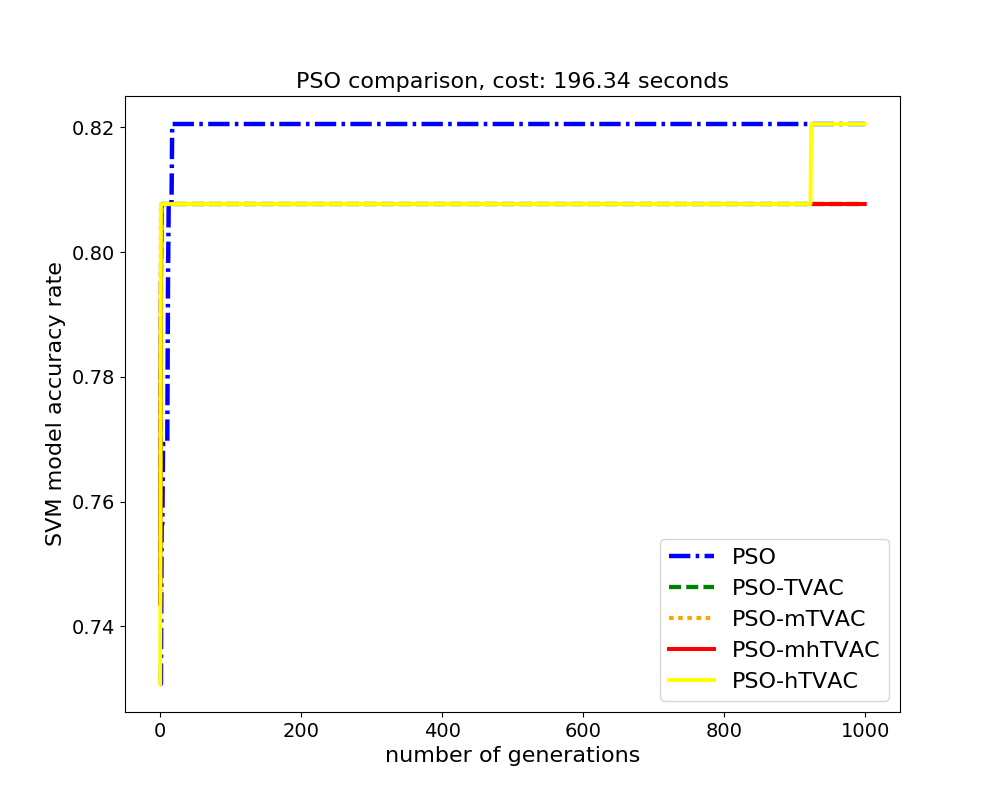 PSO comparison, cost: 196.34 seconds
SVM model accuracy rate
0.82
0.80
0.78
0.76
0.74
0
200
400
600
800
1000
number of generations
PSO
PSO-TVAC
PSO-mTVAC
PSO-mhTVAC
PSO-hTVAC